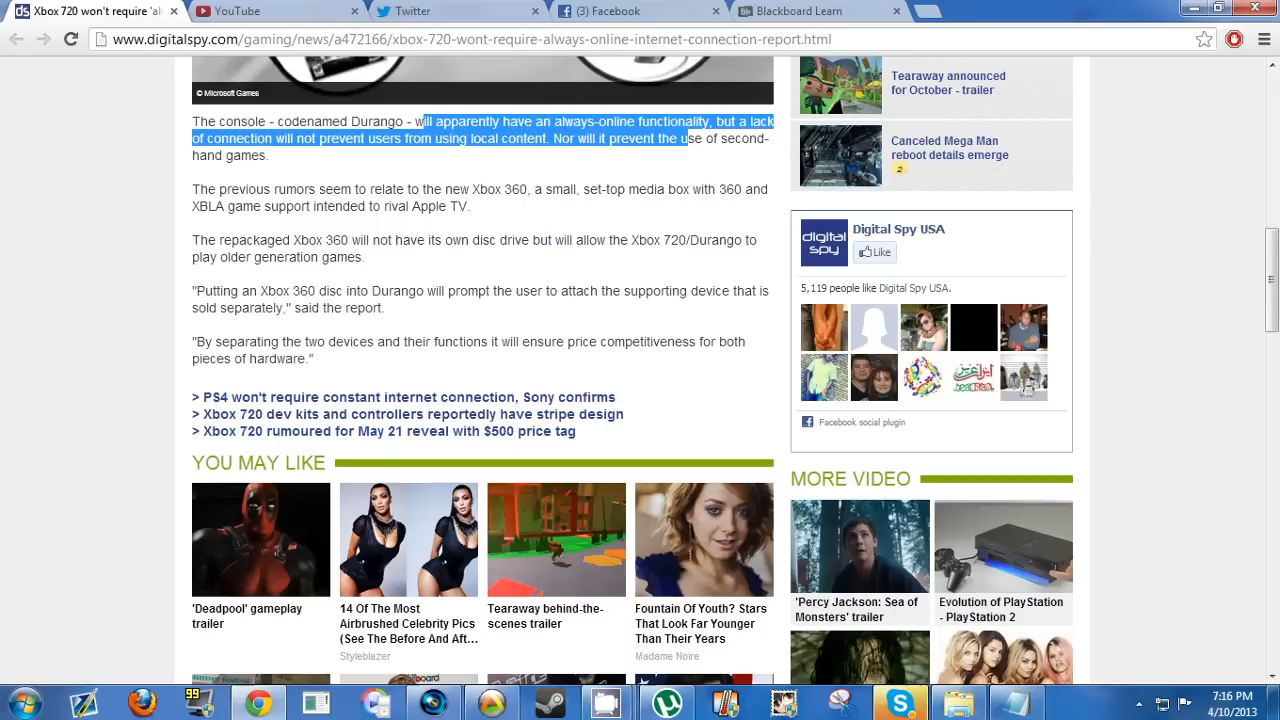 Xbox 720 won't require 'al
YouTube
Twitter
(3) Facebook
Blackboard Learn
www.digitalspy.com/gaming/news/a472166/xbox-720-wont-require-always-online-internet-connection-report.html
© Microsoft Games
The console - codenamed Durango - will apparently have an always-online functionality, but a lack
of connection will not prevent users from using local content. Nor will it prevent the use of second-
hand games.
The previous rumors seem to relate to the new Xbox 360, a small, set-top media box with 360 and
XBLA game support intended to rival Apple TV.
The repackaged Xbox 360 will not have its own disc drive but will allow the Xbox 720/Durango to
play older generation games.
"Putting an Xbox 360 disc into Durango will prompt the user to attach the supporting device that is
sold separately," said the report.
"By separating the two devices and their functions it will ensure price competitiveness for both
pieces of hardware."
> PS4 won't require constant internet connection, Sony confirms
> Xbox 720 dev kits and controllers reportedly have stripe design
> Xbox 720 rumoured for May 21 reveal with $500 price tag
YOU MAY LIKE
'Deadpool' gameplay
trailer
14 Of The Most
Airbrushed Celebrity Pics
(See The Before And Aft...
Styleblazer
Tearaway behind-the-
scenes trailer
Fountain Of Youth? Stars
That Look Far Younger
Than Their Years
Madame Noire
Tearaway announced
for October - trailer
Canceled Mega Man
reboot details emerge
2
digital
spy
Digital Spy USA
Like
5,119 people like Digital Spy USA.
Facebook social plugin
MORE VIDEO
'Percy Jackson: Sea of
Monsters' trailer
Evolution of PlayStation
- PlayStation 2
99
7:16 PM
4/10/2013